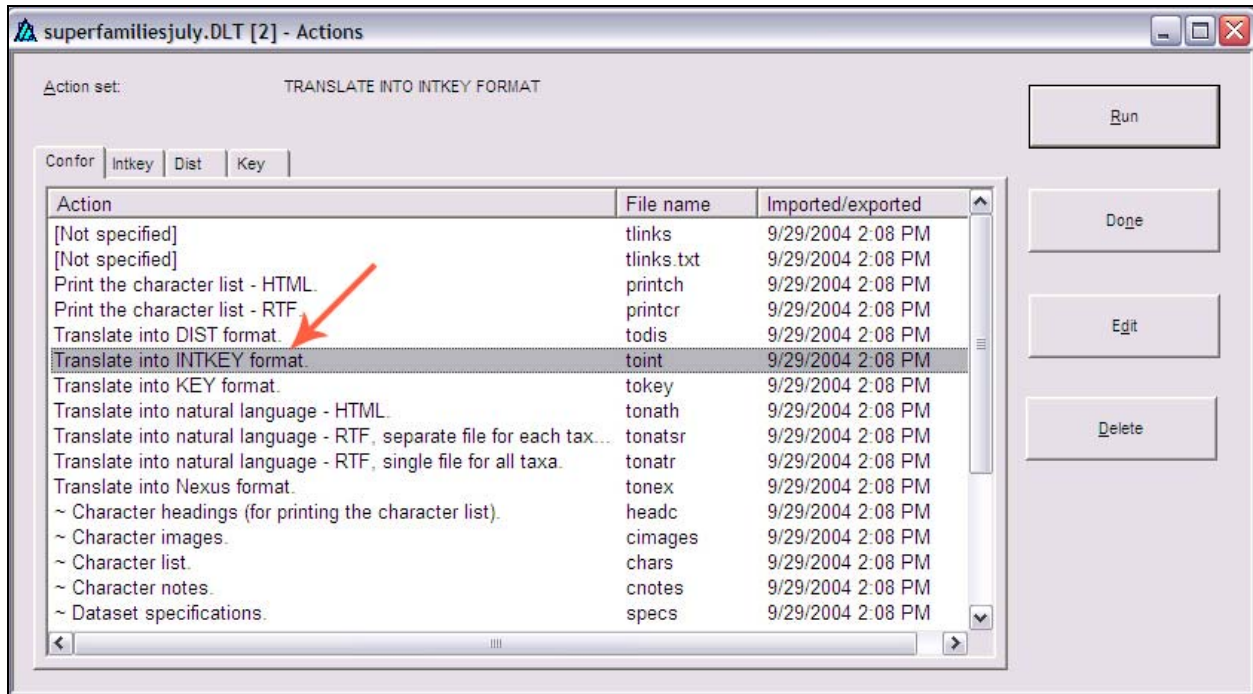 superfamiliesjuly.DLT [2] - Actions
Action set: TRANSLATE INTO INTKEY FORMAT
Run
Confor Intkey Dist Key
Action File name Imported/exported
[Not specified] tlinks 9/29/2004 2:08 PM
Done
[Not specified] tlinks.txt 9/29/2004 2:08 PM
Print the character list - HTML. printch 9/29/2004 2:08 PM
Print the character list - RTF. printcr 9/29/2004 2:08 PM
Translate into DIST format. todis 9/29/2004 2:08 PM
Edit
Translate into INTKEY format. toint 9/29/2004 2:08 PM
Translate into KEY format. tokey 9/29/2004 2:08 PM
Translate into natural language - HTML. tonath 9/29/2004 2:08 PM
Translate into natural language - RTF, separate file for each tax... tonatsr 9/29/2004 2:08 PM
Delete
Translate into natural language - RTF, single file for all taxa. tonatr 9/29/2004 2:08 PM
Translate into Nexus format. tonex 9/29/2004 2:08 PM
~ Character headings (for printing the character list). headc 9/29/2004 2:08 PM
~ Character images. cimages 9/29/2004 2:08 PM
~ Character list. chars 9/29/2004 2:08 PM
~ Character notes. cnotes 9/29/2004 2:08 PM
~ Dataset specifications. specs 9/29/2004 2:08 PM